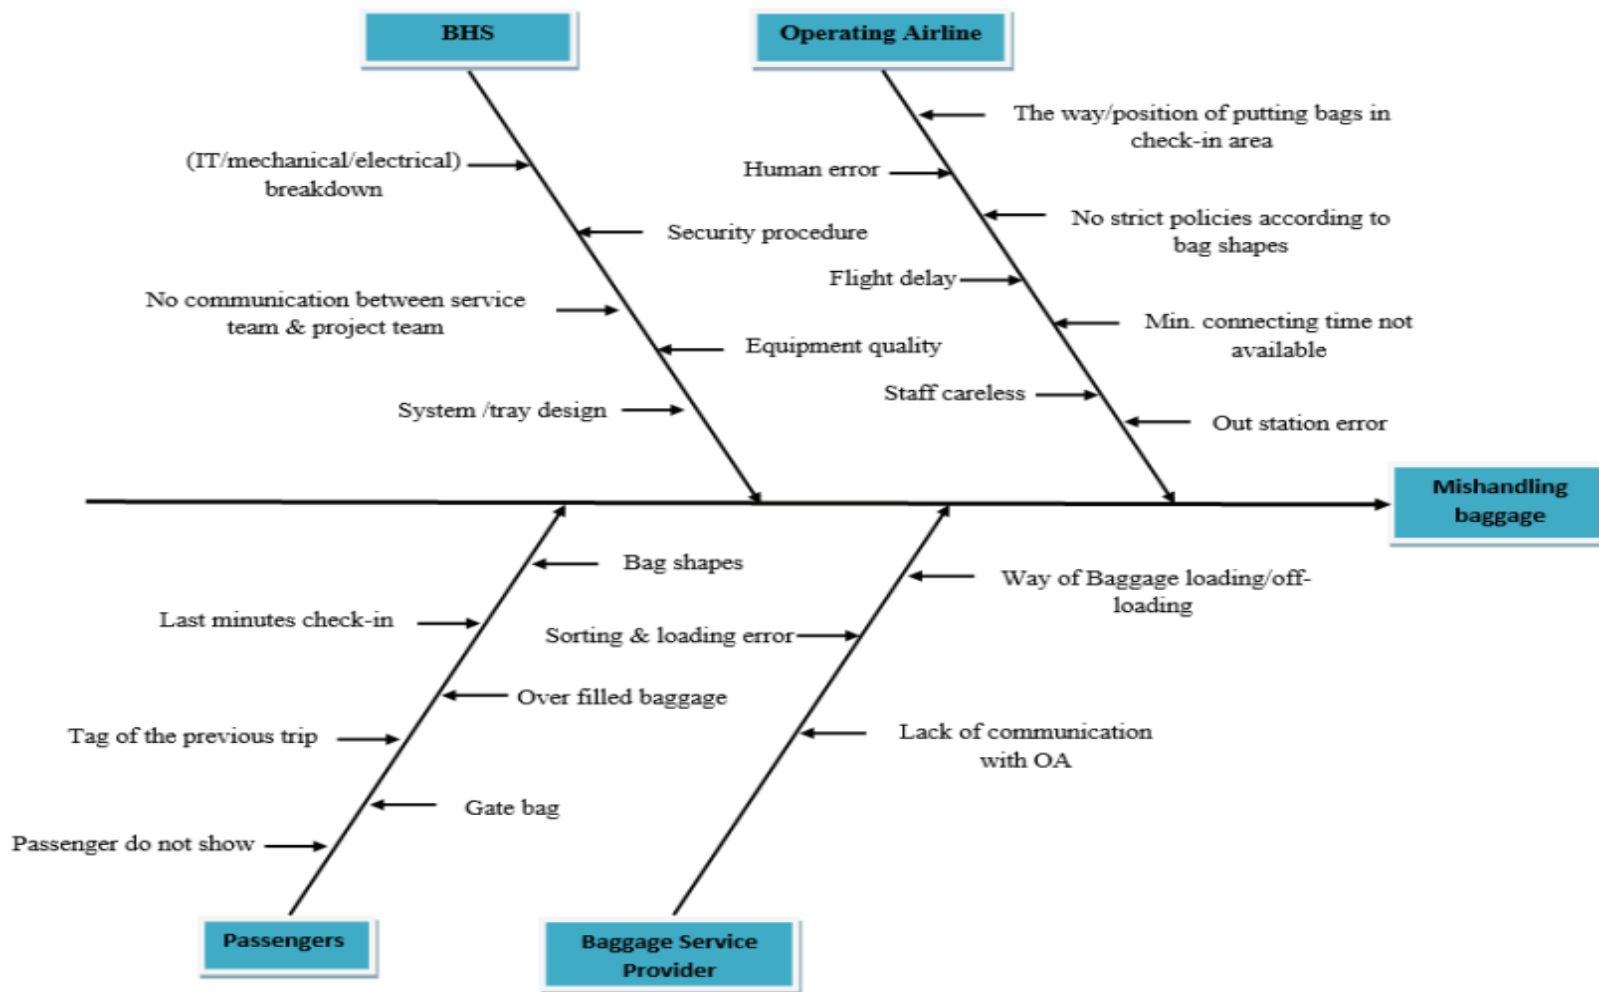 BHS
Operating Airline
The way/position of putting bags in
check-in area
(IT/mechanical/electrical)
breakdown
Human error
Security procedure
No strict policies according to
bag shapes
Flight delay
No communication between service
team & project team
Min. connecting time not
available
Equipment quality
System /tray design
Staff careless
Out station error
Mishandling
baggage
Bag shapes
Way of Baggage loading/off-
loading
Last minutes check-in
Sorting & loading error
Over filled baggage
Tag of the previous trip
Lack of communication
with OA
Gate bag
Passenger do not show
Passengers
Baggage Service
Provider